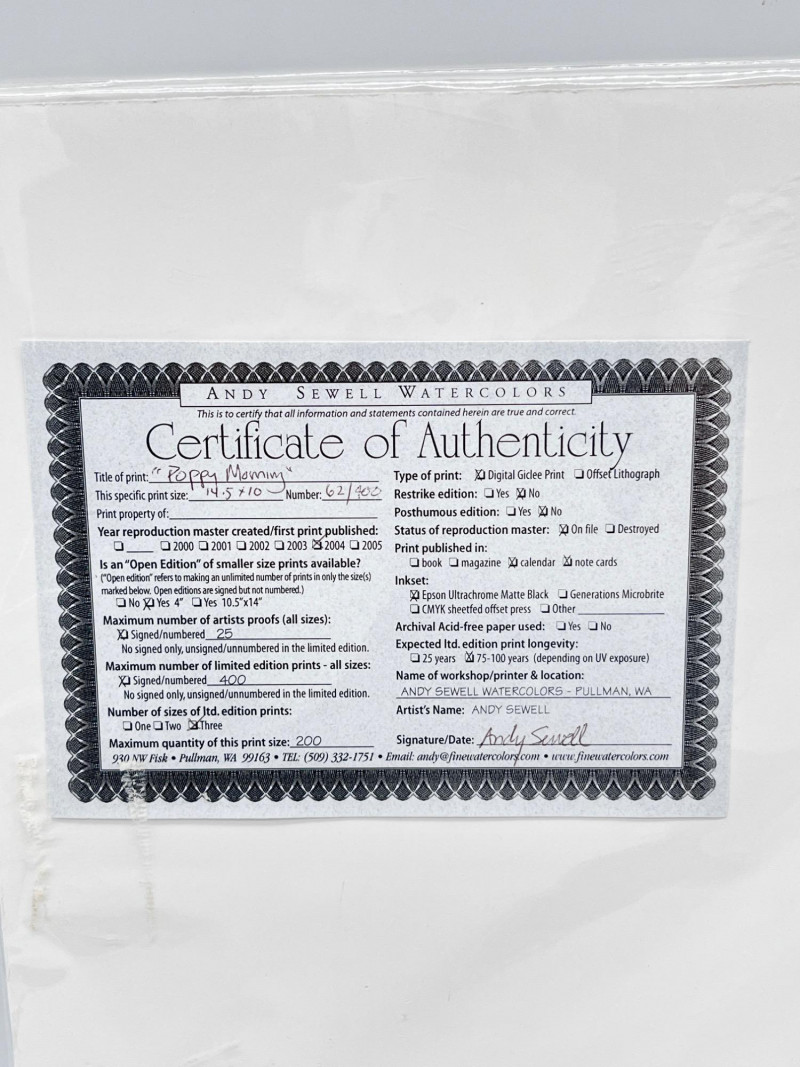 ANDY SEWELL WATERCOLORS
This is to certify that all information and statements contained herein are true and correct.
Certificate of Authenticity
Title of print: "Poppy Morning"
This specific print size: 14.5 x 10 Number: 62/400
Print property of:
Year reproduction master created/first print published:
☐ ____ ☐ 2000 ☐ 2001 ☐ 2002 ☐ 2003 ☒ 2004 ☐ 2005
Is an "Open Edition" of smaller size prints available?
("Open edition" refers to making an unlimited number of prints in only the size(s)
marked below. Open editions are signed but not numbered.)
☐ No ☒ Yes 4" ☐ Yes 10.5"x14"
Maximum number of artists proofs (all sizes):
☒ Signed/numbered 25
No signed only, unsigned/unnumbered in the limited edition.
Maximum number of limited edition prints - all sizes:
☒ Signed/numbered 400
No signed only, unsigned/unnumbered in the limited edition.
Number of sizes of ltd. edition prints:
☐ One ☐ Two ☒ Three
Maximum quantity of this print size: 200
Type of print: ☒ Digital Giclee Print ☐ Offset Lithograph
Restrike edition: ☐ Yes ☒ No
Posthumous edition: ☐ Yes ☒ No
Status of reproduction master: ☒ On file ☐ Destroyed
Print published in:
☐ book ☐ magazine ☒ calendar ☒ note cards
Inkset:
☒ Epson Ultrachrome Matte Black ☐ Generations Microbrite
☐ CMYK sheetfed offset press ☐ Other
Archival Acid-free paper used: ☐ Yes ☐ No
Expected ltd. edition print longevity:
☐ 25 years ☒ 75-100 years (depending on UV exposure)
Name of workshop/printer & location:
ANDY SEWELL WATERCOLORS - PULLMAN, WA
Artist's Name: ANDY SEWELL
Signature/Date: Andy Sewell
930 NW Fisk • Pullman, WA 99163 • TEL: (509) 332-1751 • Email: andy@finewatercolors.com • www.finewatercolors.com